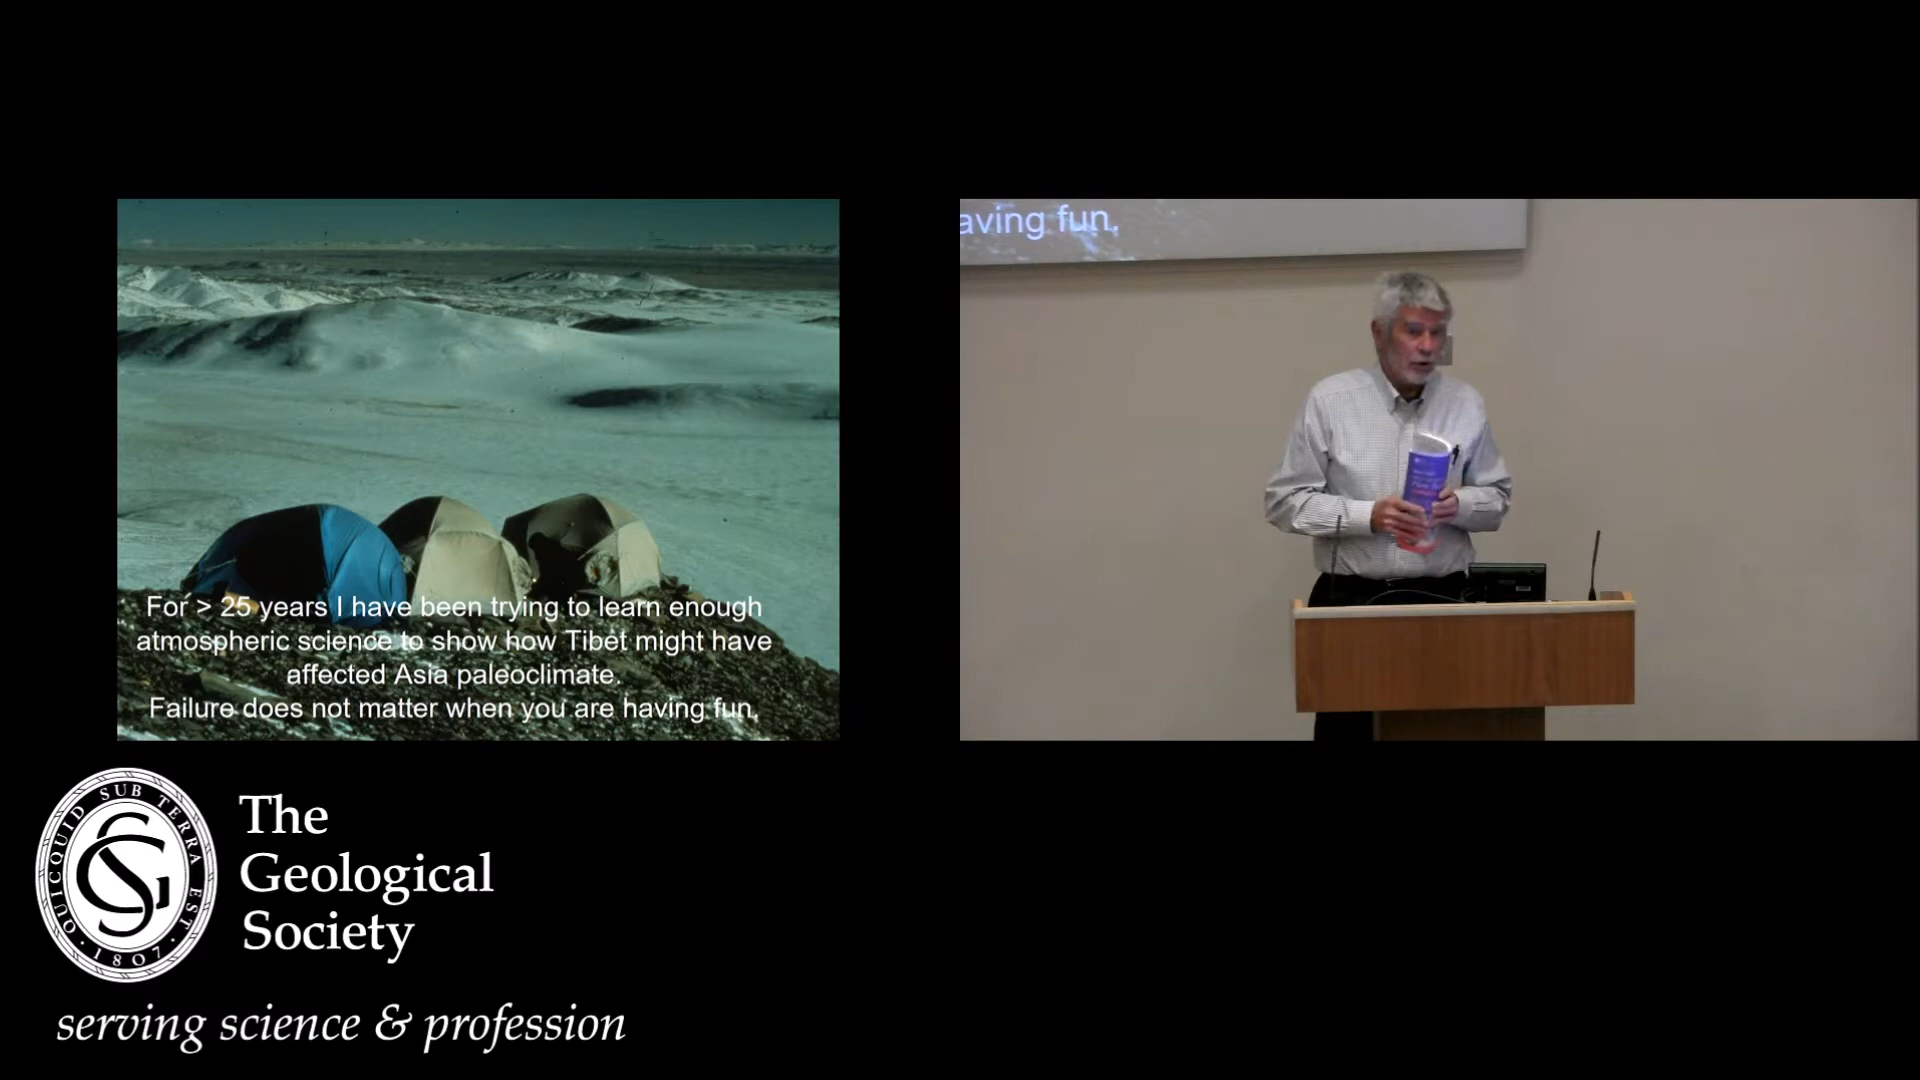 aving fun.
For > 25 years I have been trying to learn enough
atmospheric science to show how Tibet might have
affected Asia paleoclimate.
Failure does not matter when you are having fun.
QUICQUID SUB TERRA EST
1807
GS
The
Geological
Society
serving science & profession